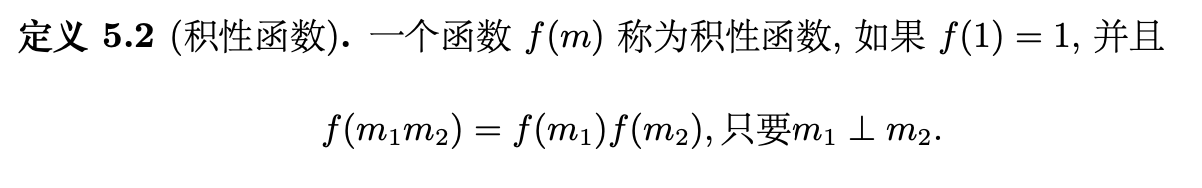 定义 5.2 (积性函数). 一个函数 f(m) 称为积性函数, 如果 f(1) = 1, 并且
f(m₁m₂) = f(m₁)f(m₂), 只要m₁ ⊥ m₂.